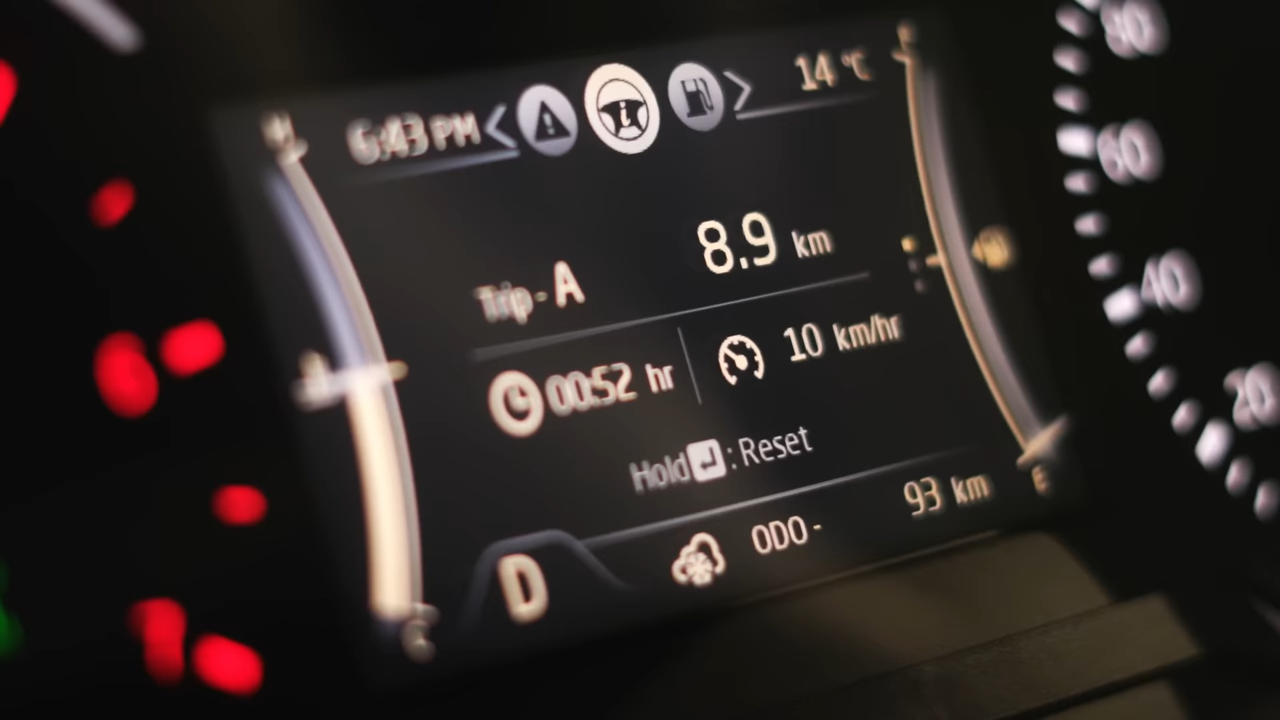 6:43 PM
14 °C
Trip-A 8.9 km
00:52 hr
10 km/hr
Hold : Reset
D
ODO - 93 km
H
C
F
E
80
60
40
20